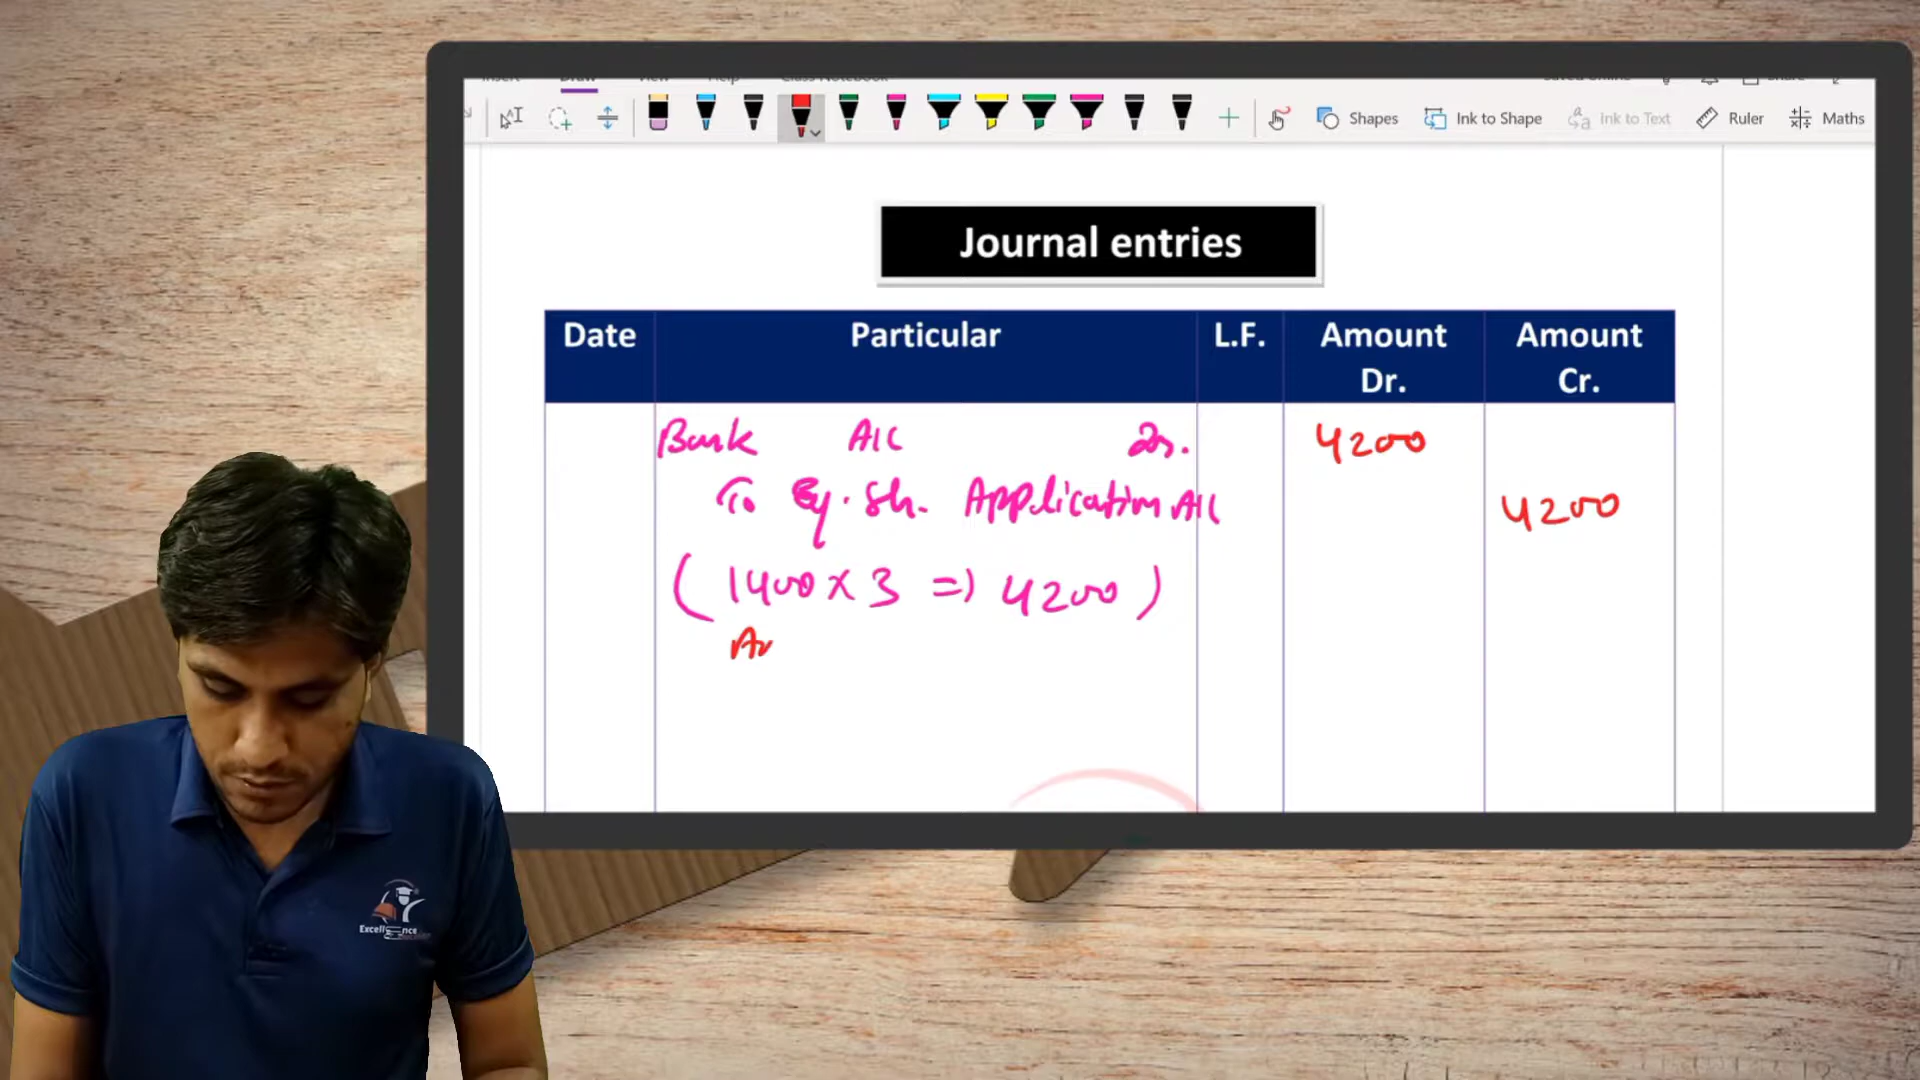 Draw
Shapes Ink to Shape Ink to Text Ruler Maths
Journal entries
Date Particular L.F. Amount Dr. Amount Cr.
Bank A/C Dr. 4200
To Eq. Sh. Application A/C 4200
(1400 x 3 => 4200)